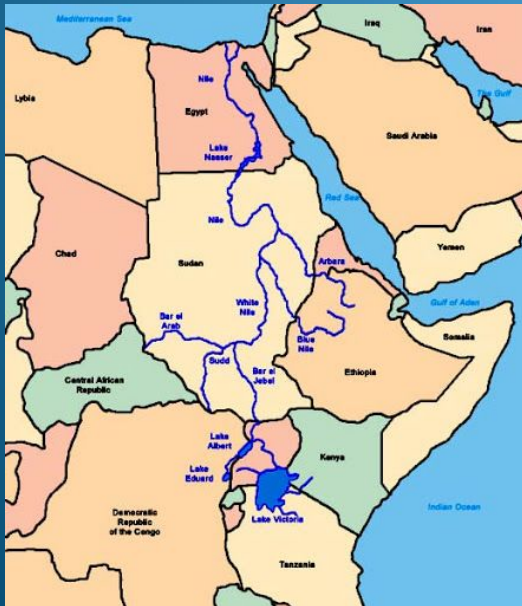 Mediterranean Sea
Iraq
Iran
Nile
The Gulf
Lybia
Egypt
Saudi Arabia
Lake
Nasser
Red Sea
Nile
Chad
Yemen
Sudan
Arbara
Gulf of Aden
White
Nile
Bar el
Arab
Somalia
Blue
Nile
Sudd
Bar el
Jebel
Ethiopia
Central African
Republic
Lake
Albert
Kenya
Lake
Eduard
Indian Ocean
Democratic
Republic
of the Congo
Lake Victoria
Tanzania